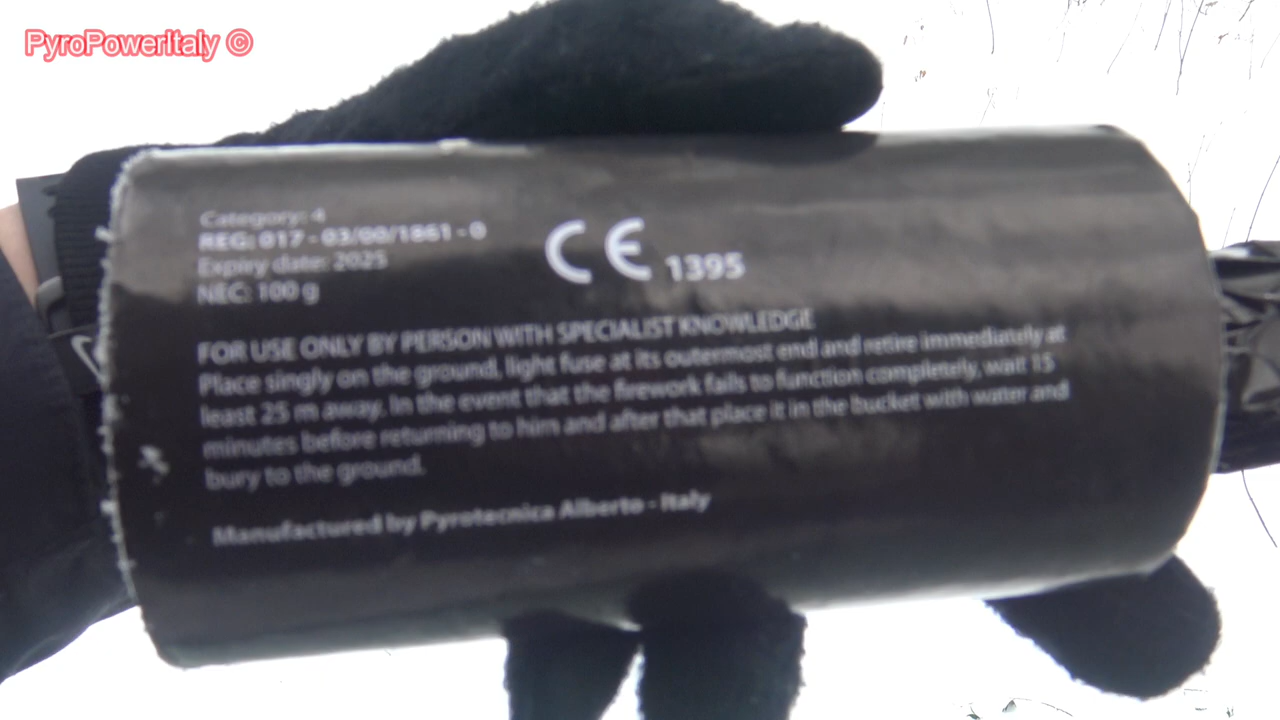 PyroPowerItaly ©
Category: 4
REG: 017 - 03/00/1861 - 0
Expiry date: 2025
NEC: 100 g
CE 1395
FOR USE ONLY BY PERSON WITH SPECIALIST KNOWLEDGE
Place singly on the ground, light fuse at its outermost end and retire immediately at
least 25 m away. In the event that the firework fails to function completely, wait 15
minutes before returning to him and after that place it in the bucket with water and
bury to the ground.
Manufactured by Pyrotecnica Alberto - Italy